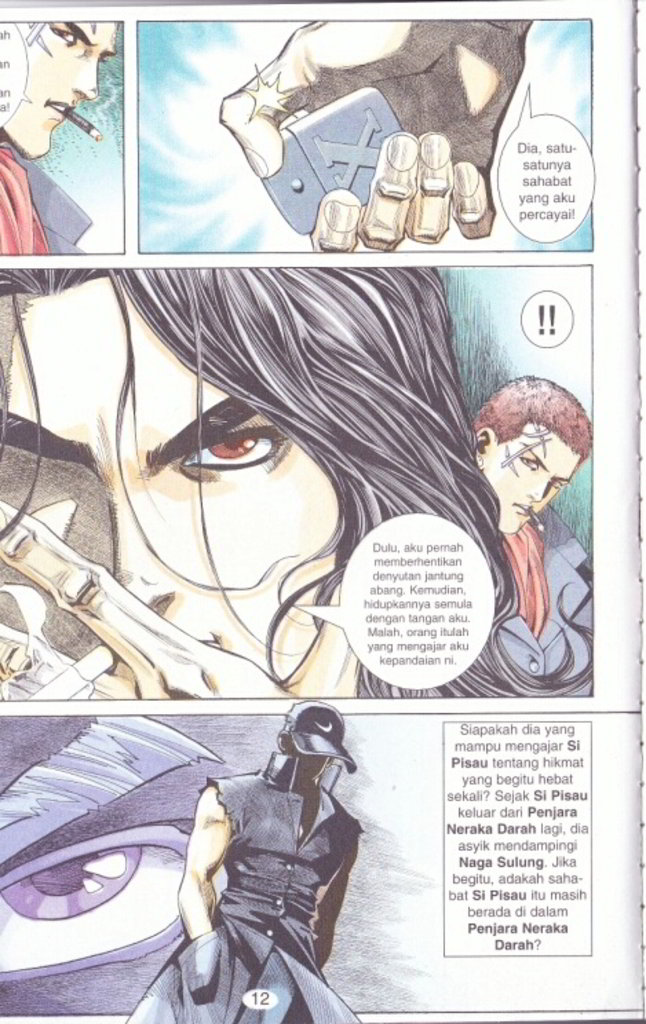 Dia, satu-
satunya
sahabat
yang aku
percayai!
X
!!
Dulu, aku pernah
memberhentikan
denyutan jantung
abang. Kemudian,
hidupkannya semula
dengan tangan aku.
Malah, orang itulah
yang mengajar aku
kepandaian ni.
Siapakah dia yang
mampu mengajar Si
Pisau tentang hikmat
yang begitu hebat
sekali? Sejak Si Pisau
keluar dari Penjara
Neraka Darah lagi, dia
asyik mendampingi
Naga Sulung. Jika
begitu, adakah saha-
bat Si Pisau itu masih
berada di dalam
Penjara Neraka
Darah?
12